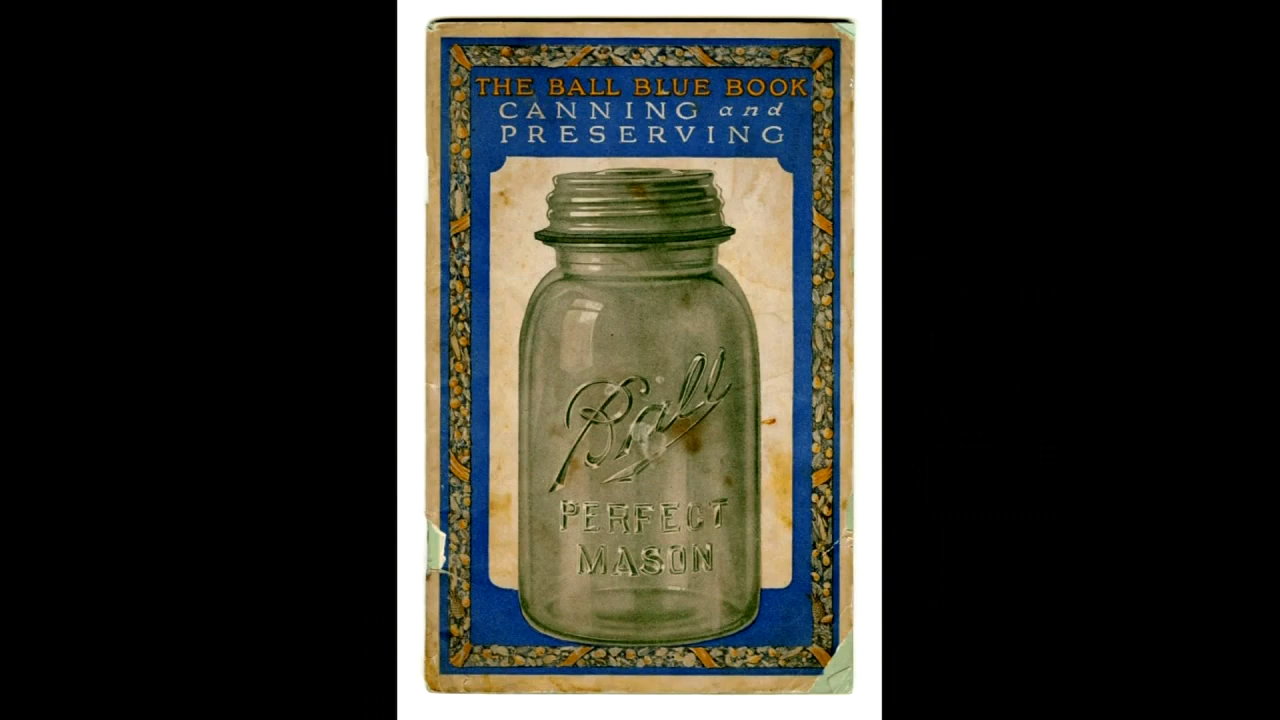 THE BALL BLUE BOOK
CANNING and
PRESERVING
Ball
PERFECT
MASON